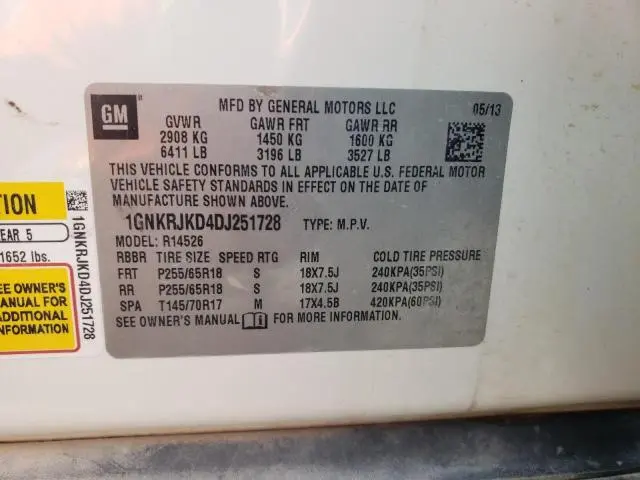 GM
MFD BY GENERAL MOTORS LLC 05/13
GVWR GAWR FRT GAWR RR
2908 KG 1450 KG 1600 KG
6411 LB 3196 LB 3527 LB
THIS VEHICLE CONFORMS TO ALL APPLICABLE U.S. FEDERAL MOTOR
VEHICLE SAFETY STANDARDS IN EFFECT ON THE DATE OF
MANUFACTURE SHOWN ABOVE.
1GNKRJKD4DJ251728 TYPE: M.P.V.
MODEL: R14526
RBBR TIRE SIZE SPEED RTG RIM COLD TIRE PRESSURE
FRT P255/65R18 S 18X7.5J 240KPA(35PSI)
RR P255/65R18 S 18X7.5J 240KPA(35PSI)
SPA T145/70R17 M 17X4.5B 420KPA(60PSI)
SEE OWNER'S MANUAL i FOR MORE INFORMATION.
TION
EAR 5
1652 lbs.
EE OWNER'S
ANUAL FOR
ADDITIONAL
FORMATION
1GNKRJKD4DJ251728